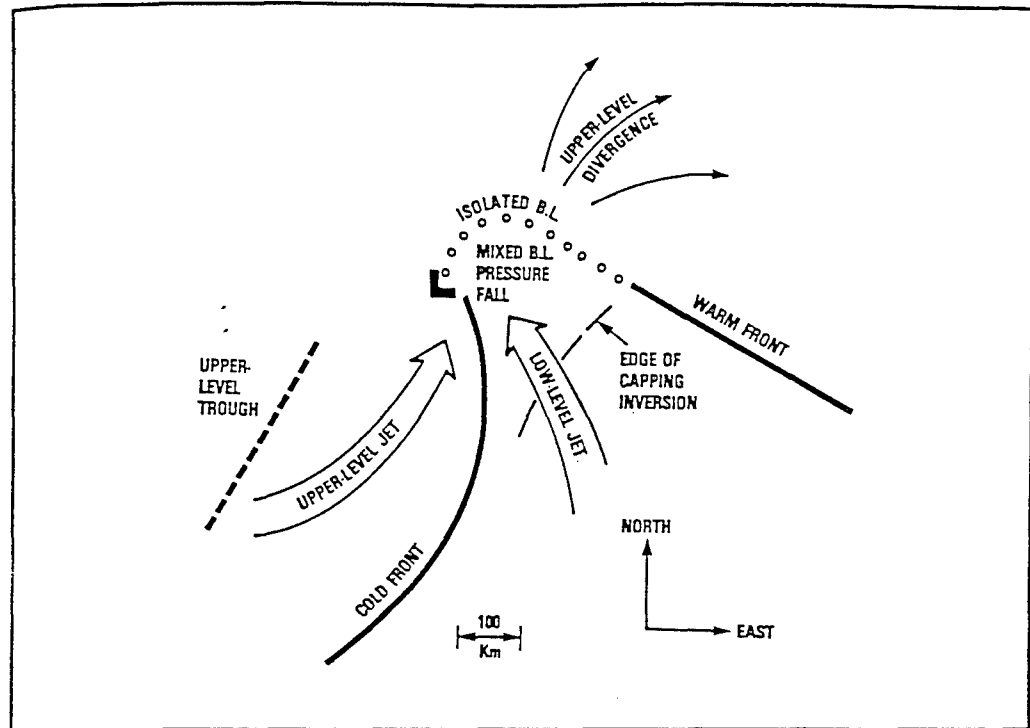 UPPER-LEVEL
DIVERGENCE
ISOLATED B.L.
MIXED B.L.
PRESSURE
FALL
L
WARM FRONT
UPPER-
LEVEL
TROUGH
EDGE OF
CAPPING
INVERSION
LOW-LEVEL JET
UPPER-LEVEL JET
COLD FRONT
NORTH
EAST
100
Km